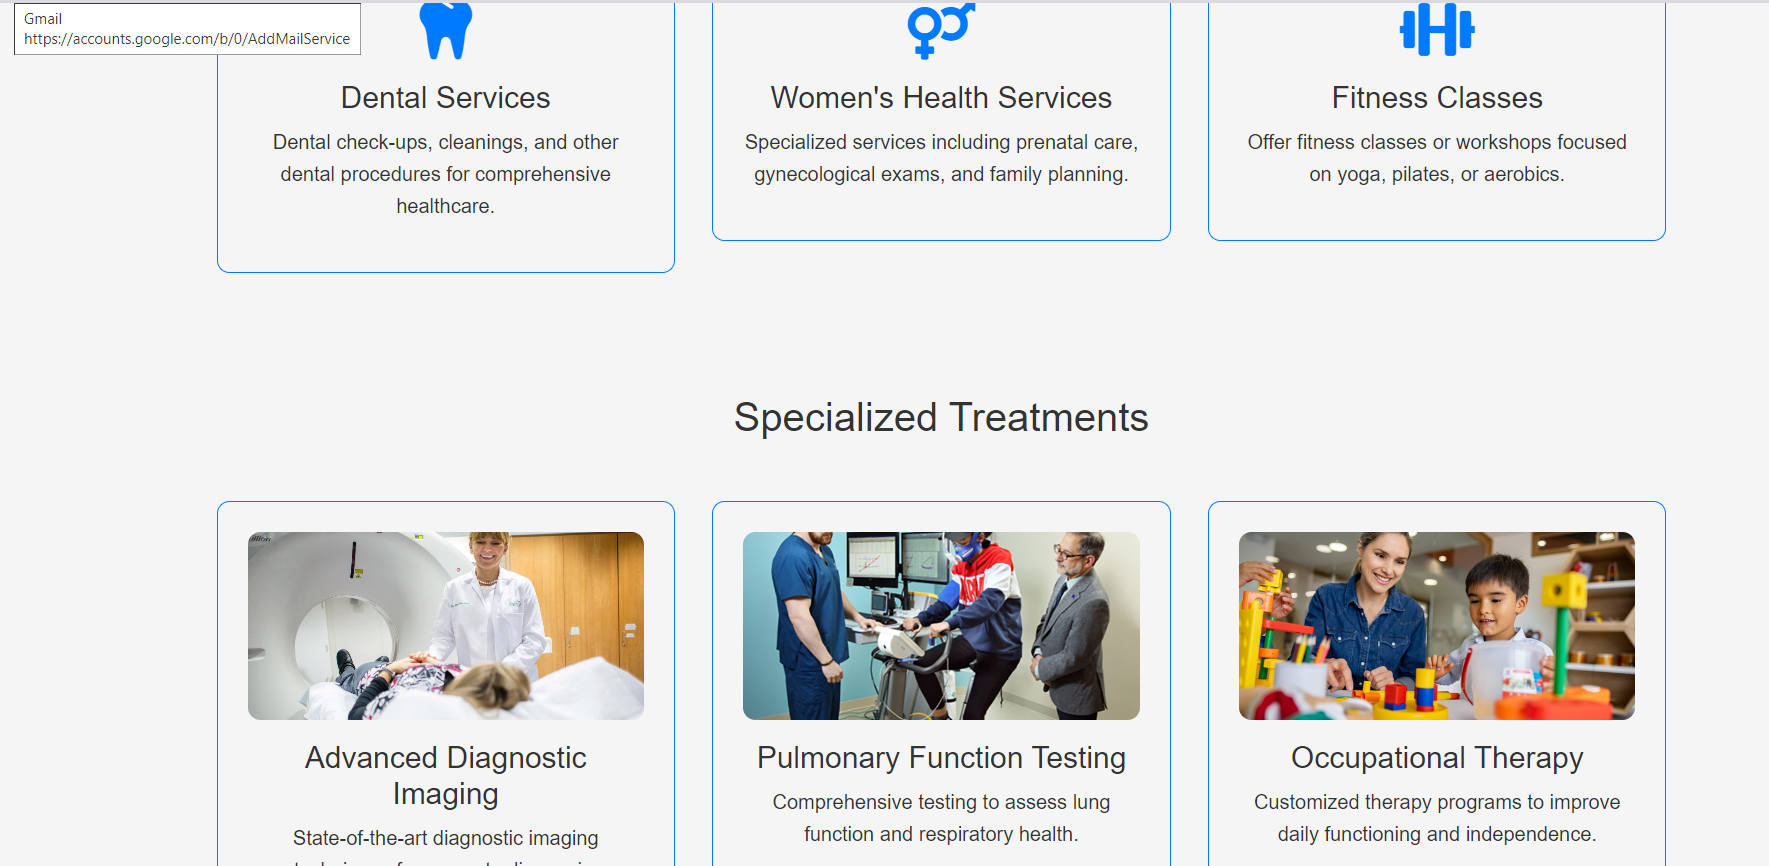 Gmail
https://accounts.google.com/b/0/AddMailService
Dental Services
Dental check-ups, cleanings, and other
dental procedures for comprehensive
healthcare.
Women's Health Services
Specialized services including prenatal care,
gynecological exams, and family planning.
Fitness Classes
Offer fitness classes or workshops focused
on yoga, pilates, or aerobics.
Specialized Treatments
Advanced Diagnostic
Imaging
State-of-the-art diagnostic imaging
Pulmonary Function Testing
Comprehensive testing to assess lung
function and respiratory health.
Occupational Therapy
Customized therapy programs to improve
daily functioning and independence.